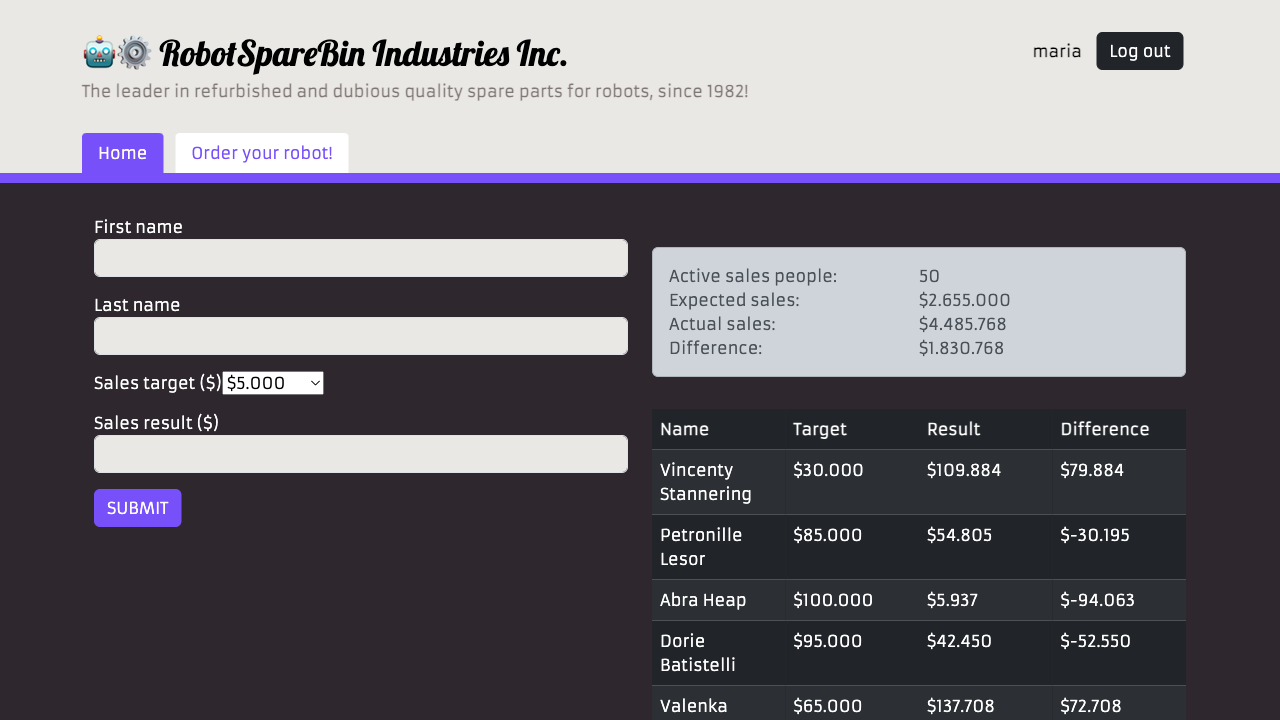 RobotSpareBin Industries Inc.
The leader in refurbished and dubious quality spare parts for robots, since 1982!
maria
Log out
Home
Order your robot!
First name
Last name
Sales target ($)
$5.000
Sales result ($)
SUBMIT
Active sales people: 50
Expected sales: $2.655.000
Actual sales: $4.485.768
Difference: $1.830.768
Name Target Result Difference
Vincenty $30.000 $109.884 $79.884
Stannering
Petronille $85.000 $54.805 $-30.195
Lesor
Abra Heap $100.000 $5.937 $-94.063
Dorie $95.000 $42.450 $-52.550
Batistelli
Valenka $65.000 $137.708 $72.708